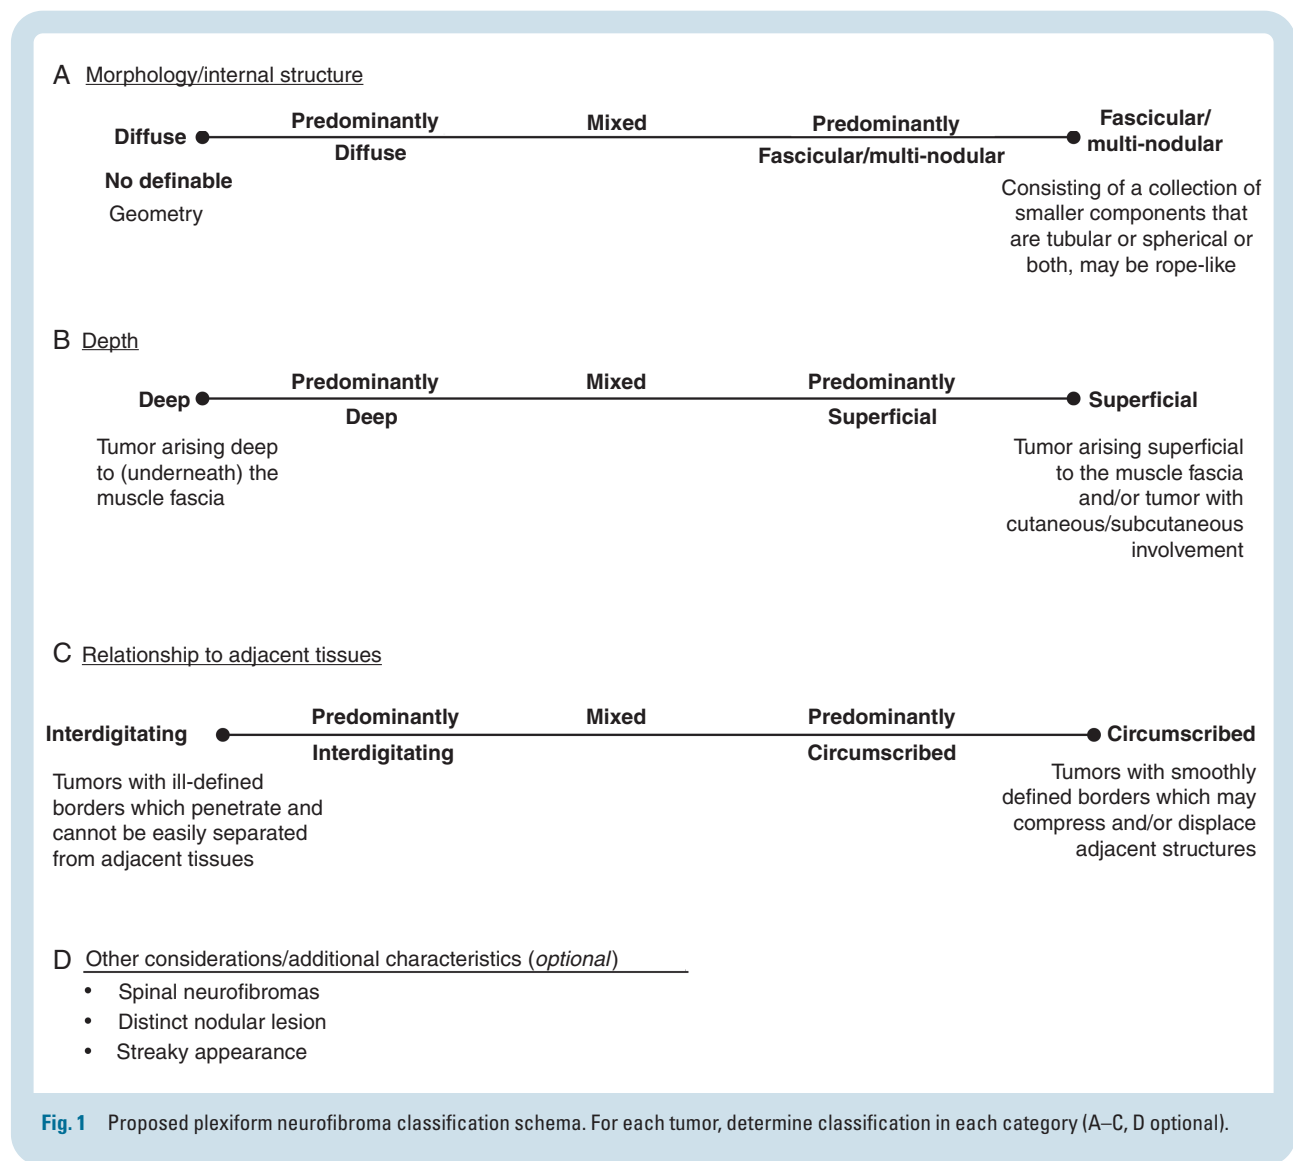 A Morphology/internal structure
Diffuse
Predominantly
Diffuse
Mixed
Predominantly
Fascicular/multi-nodular
Fascicular/
multi-nodular
No definable
Geometry
Consisting of a collection of
smaller components that
are tubular or spherical or
both, may be rope-like
B Depth
Deep
Predominantly
Deep
Mixed
Predominantly
Superficial
Superficial
Tumor arising deep
to (underneath) the
muscle fascia
Tumor arising superficial
to the muscle fascia
and/or tumor with
cutaneous/subcutaneous
involvement
C Relationship to adjacent tissues
Interdigitating
Predominantly
Interdigitating
Mixed
Predominantly
Circumscribed
Circumscribed
Tumors with ill-defined
borders which penetrate and
cannot be easily separated
from adjacent tissues
Tumors with smoothly
defined borders which may
compress and/or displace
adjacent structures
D Other considerations/additional characteristics (optional)
• Spinal neurofibromas
• Distinct nodular lesion
• Streaky appearance
Fig. 1 Proposed plexiform neurofibroma classification schema. For each tumor, determine classification in each category (A–C, D optional).